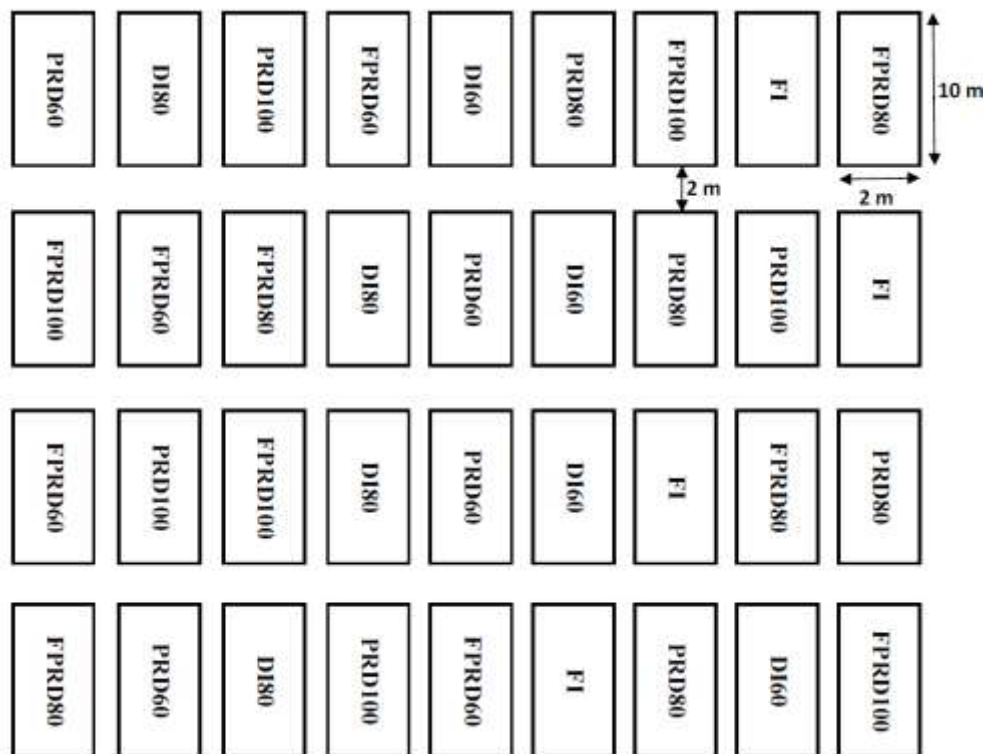 PRD60
DI80
PRD100
FPRD60
DI60
PRD80
FPRD100
FI
FPRD80
10 m
2 m
2 m
FPRD100
FPRD60
FPRD80
DI80
PRD60
DI60
PRD80
PRD100
FI
FPRD60
PRD100
FPRD100
DI80
PRD60
DI60
FI
FPRD80
PRD80
FPRD80
PRD60
DI80
PRD100
FPRD60
FI
PRD80
DI60
FPRD100